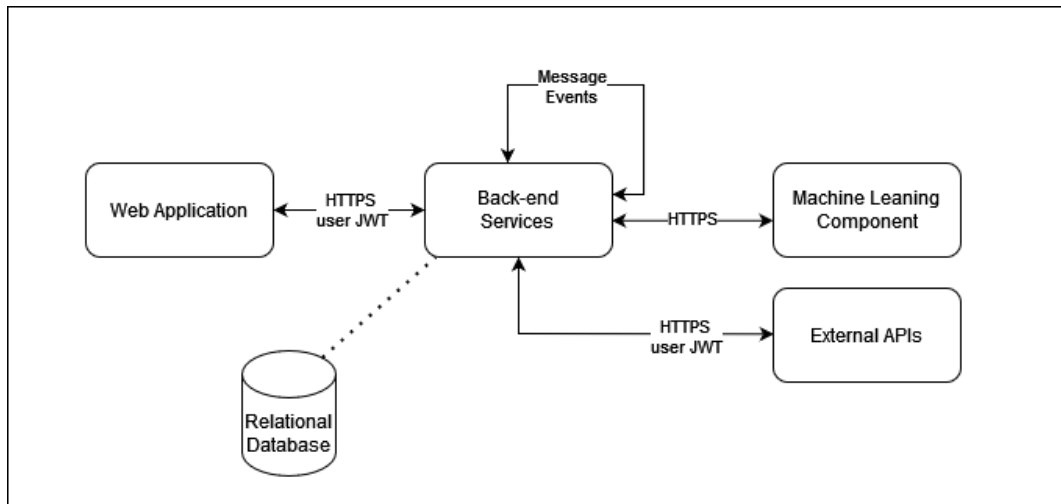 Message
Events
Web Application
HTTPS
user JWT
Back-end
Services
HTTPS
Machine Leaning
Component
HTTPS
user JWT
External APIs
Relational
Database